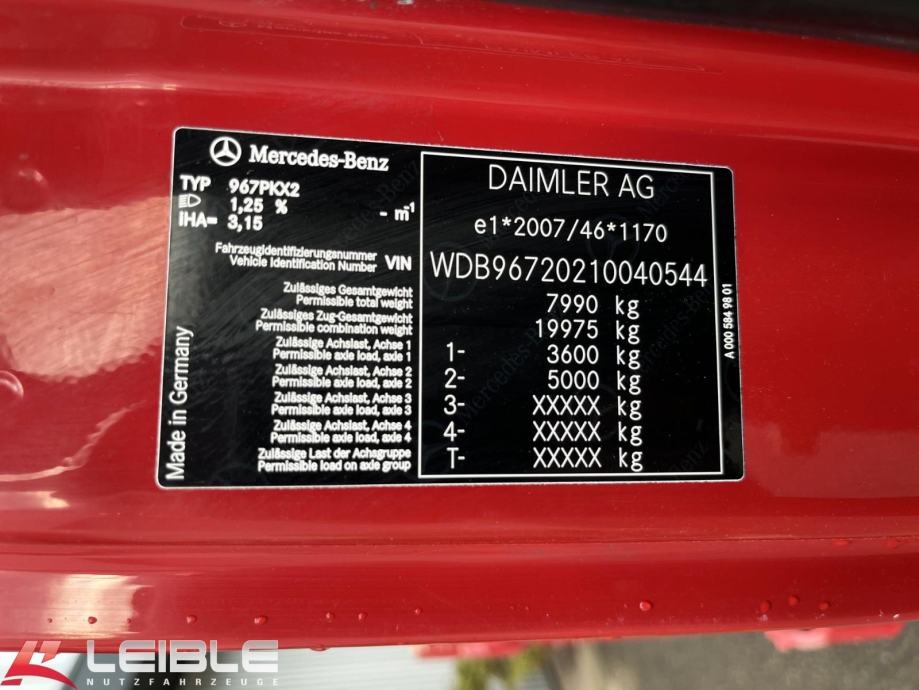 Mercedes-Benz
TYP 967PKX2
1,25 %
IHA= 3,15 - m-1
Fahrzeugidentifizierungsnummer
Vehicle Identification Number VIN
Zulässiges Gesamtgewicht
Permissible total weight
Zulässiges Zug-Gesamtgewicht
Permissible combination weight
Zulässige Achslast, Achse 1
Permissible axle load, axle 1
Zulässige Achslast, Achse 2
Permissible axle load, axle 2
Zulässige Achslast, Achse 3
Permissible axle load, axle 3
Zulässige Achslast, Achse 4
Permissible axle load, axle 4
Zulässige Last der Achsgruppe
Permissible load on axle group
Made in Germany
DAIMLER AG
e1*2007/46*1170
WDB96720210040544
7990 kg
19975 kg
1- 3600 kg
2- 5000 kg
3- XXXXX kg
4- XXXXX kg
T- XXXXX kg
A 000 584 98 01
LEIBLE
NUTZFAHRZEUGE